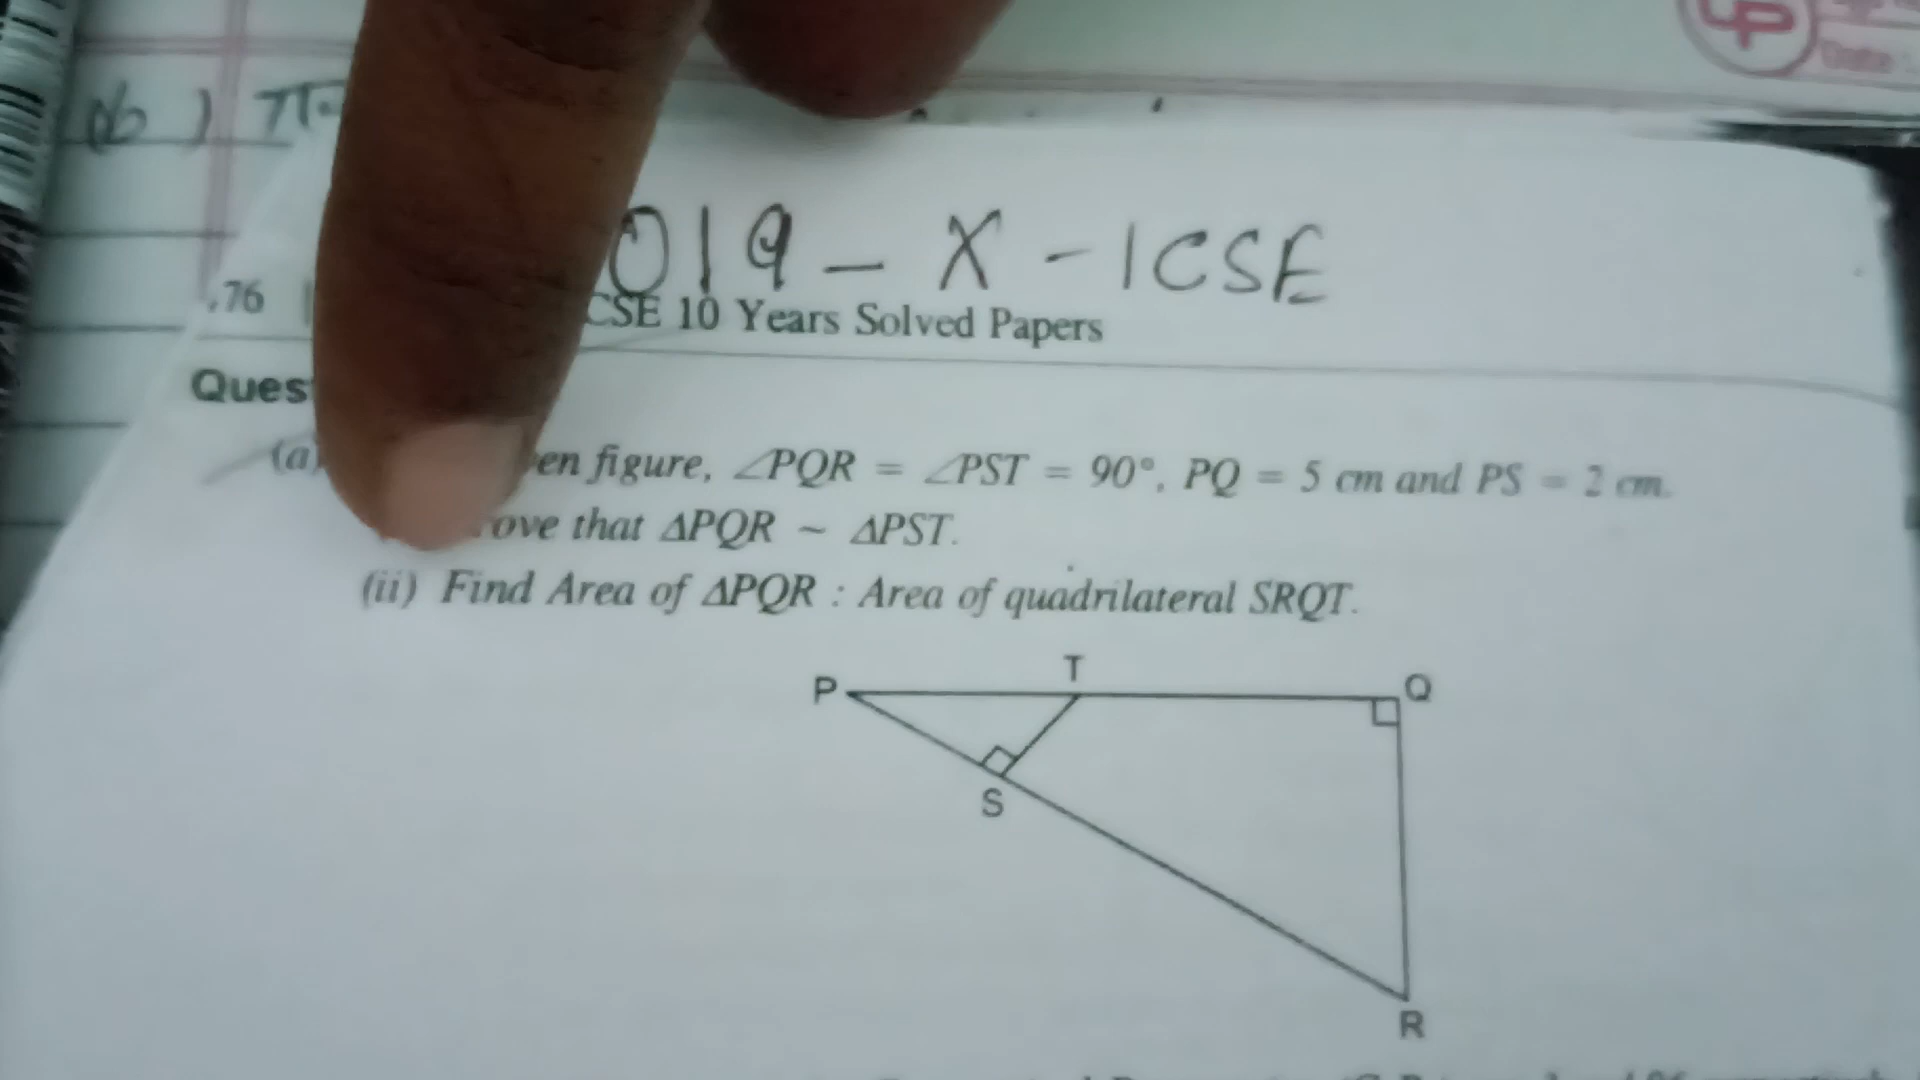 (b)
019 - X - ICSE
.76
CSE 10 Years Solved Papers
Ques
(a) en figure, ∠PQR = ∠PST = 90°, PQ = 5 cm and PS = 2 cm.
ove that ΔPQR ~ ΔPST.
(ii) Find Area of ΔPQR : Area of quadrilateral SRQT.
T
P
Q
S
R